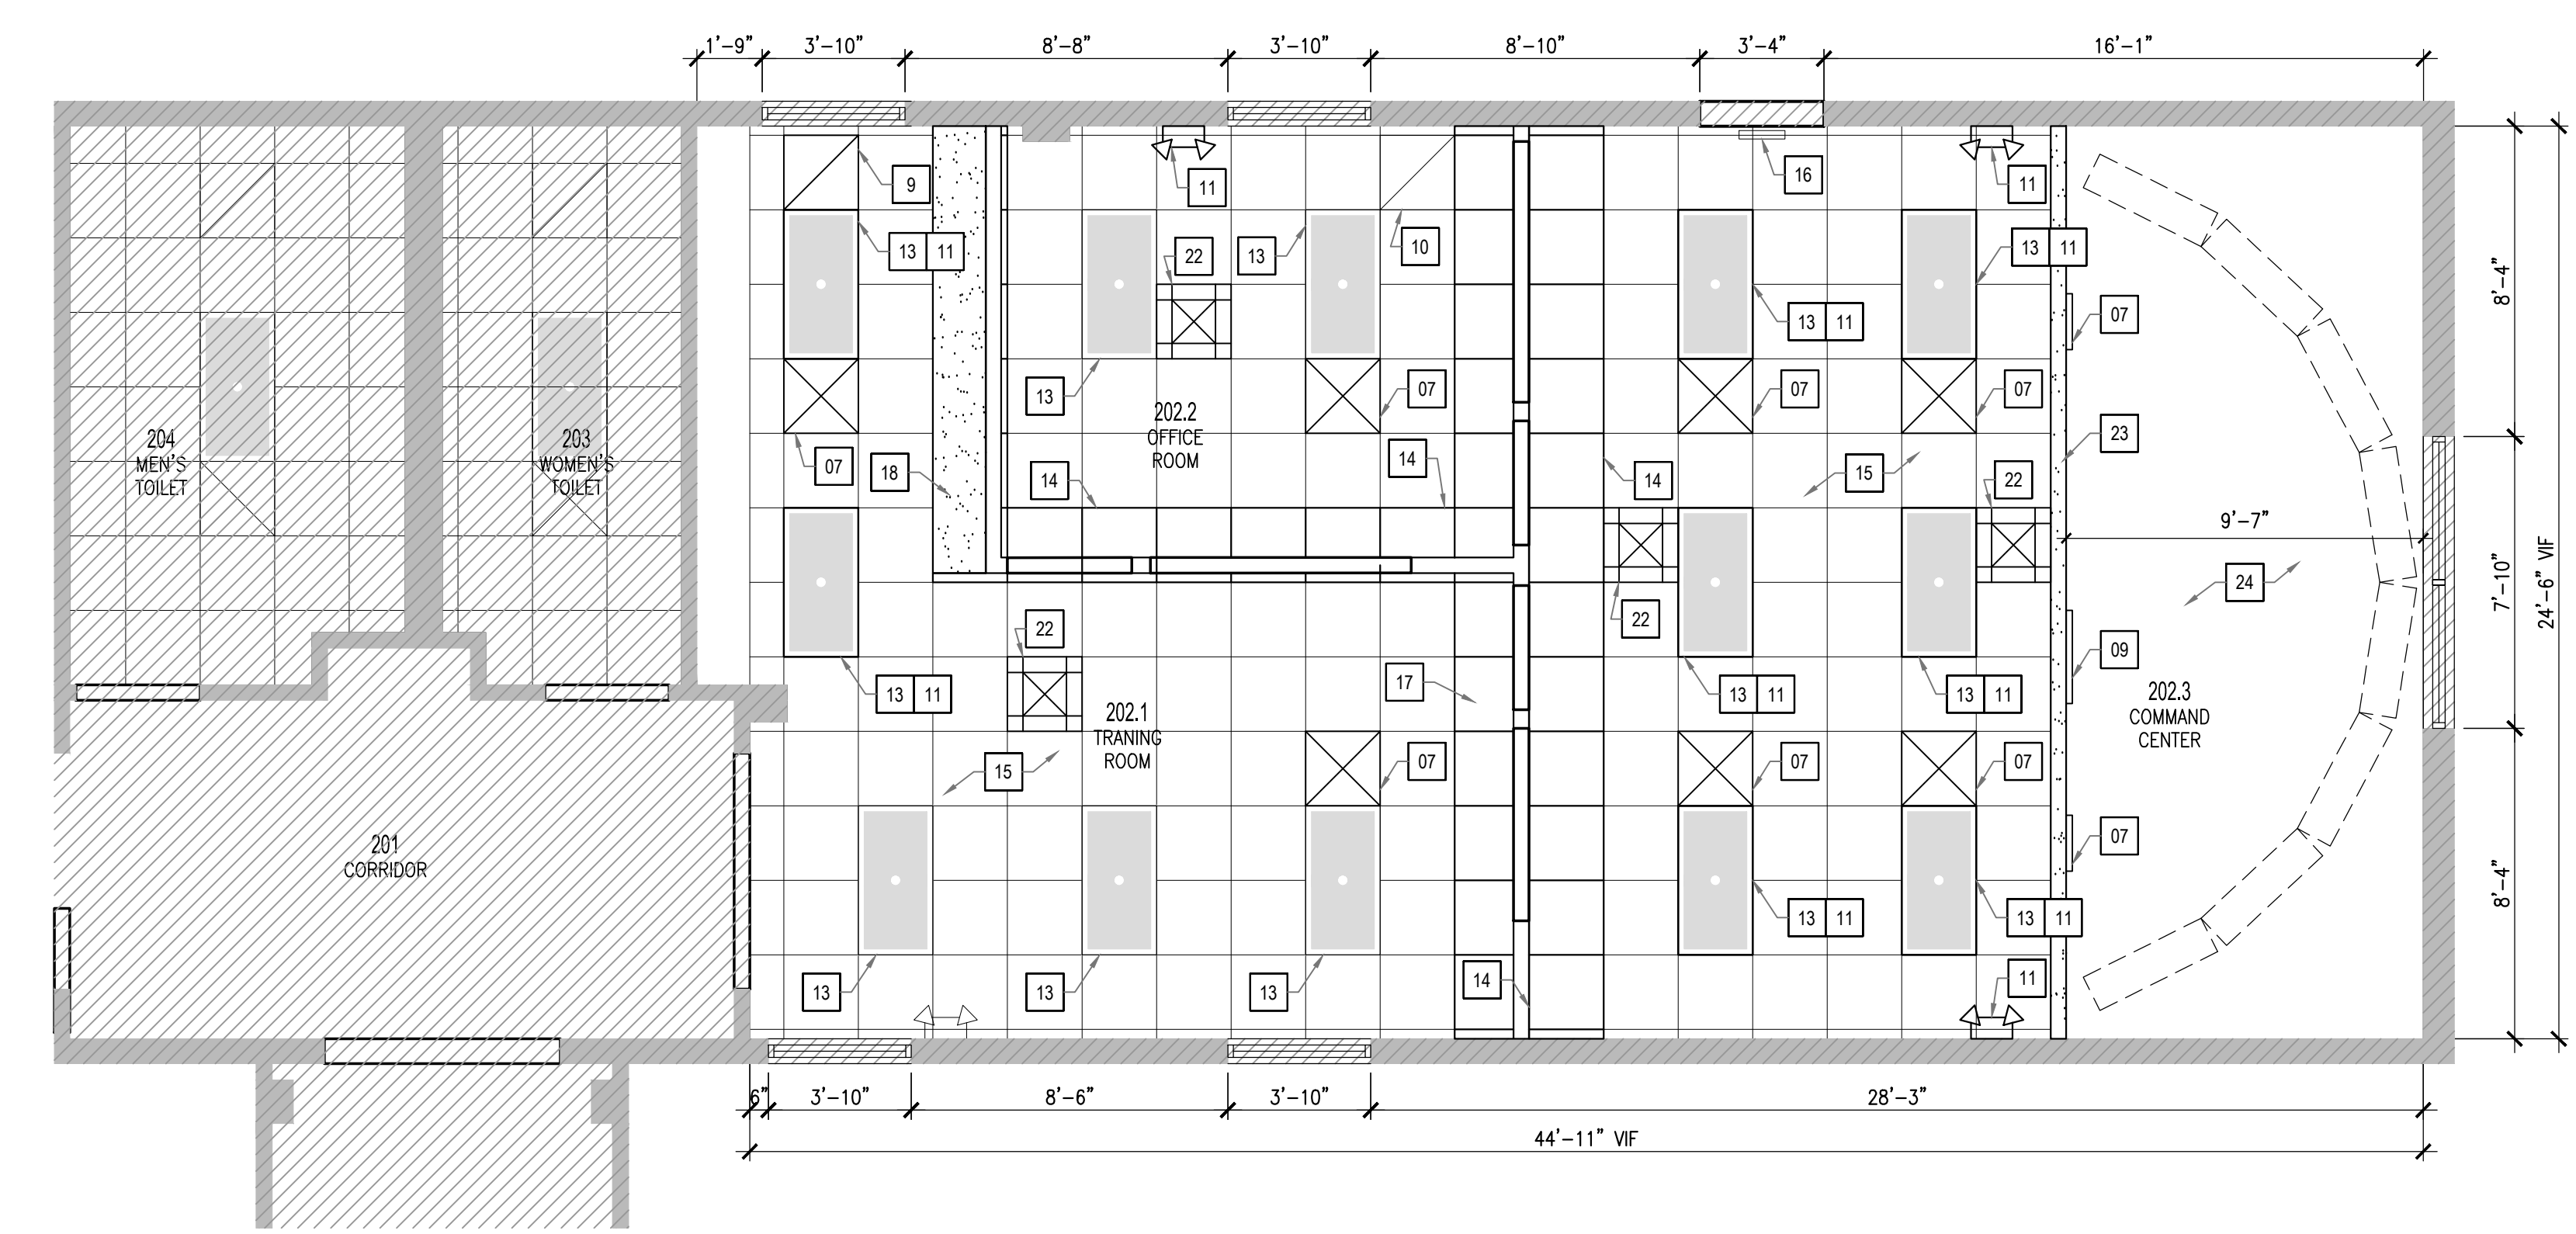 1'-9" 3'-10" 8'-8" 3'-10" 8'-10" 3'-4" 16'-1"
9 11 16 11
13 11 22 13 10 13 11
13 11 07 8'-4"
13 07 07 07
202.2
OFFICE
ROOM
204
MEN'S
TOILET
203
WOMEN'S
TOILET
07 18 14 14 14 15 22 23
9'-7"
24 7'-10" 24'-6" VIF
22 22
13 11 17 13 11 13 11 09
202.1
TRANING
ROOM
202.3
COMMAND
CENTER
15 07 07 07
201
CORRIDOR
07 8'-4"
13 11 13 11
13 13 13 14 11
6" 3'-10" 8'-6" 3'-10" 28'-3"
44'-11" VIF